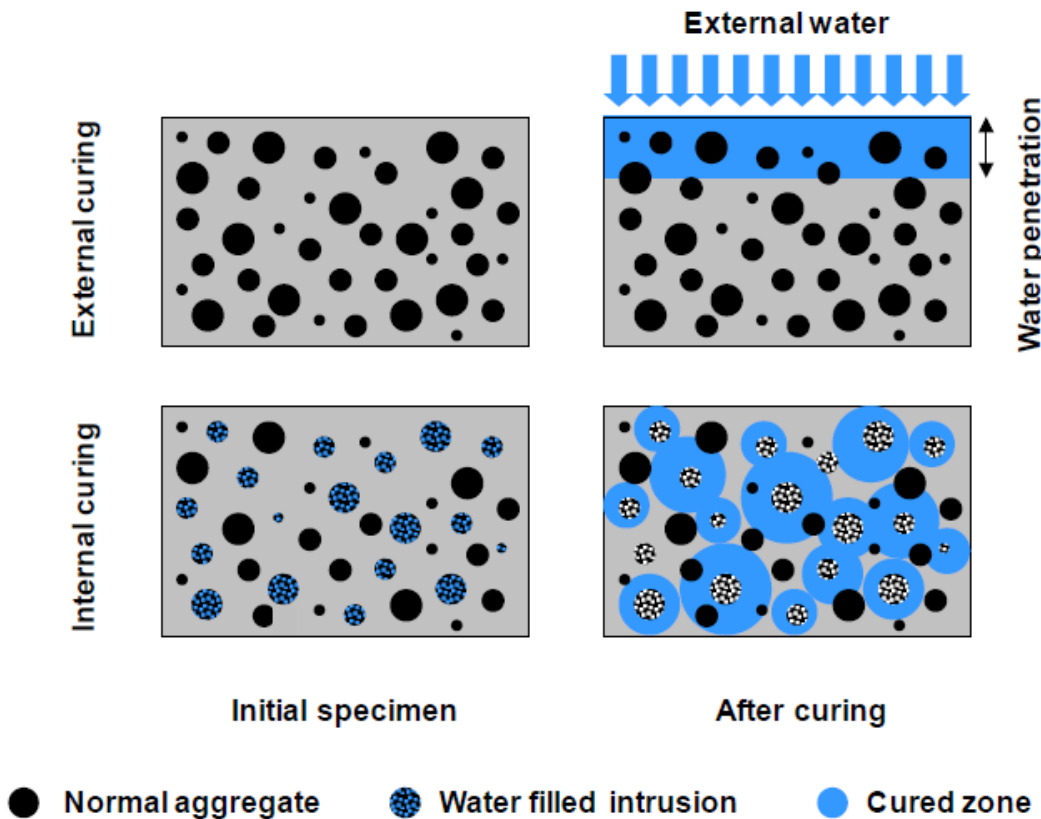 External water
External curing
Water penetration
Internal curing
Initial specimen
After curing
Normal aggregate
Water filled intrusion
Cured zone